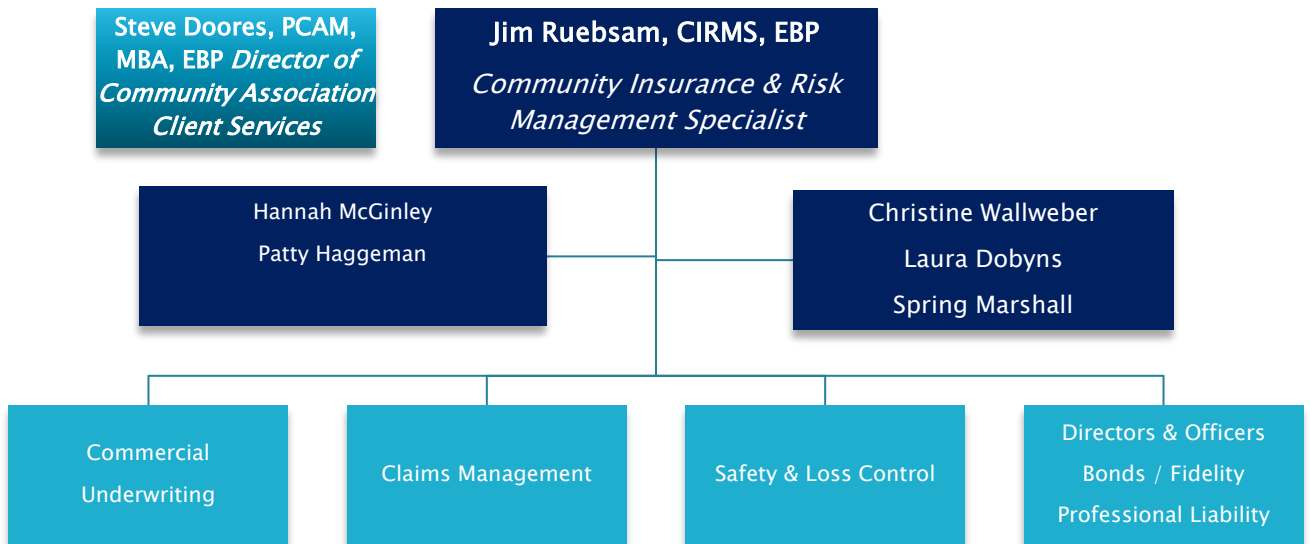 Steve Doores, PCAM,
MBA, EBP Director of
Community Association
Client Services
Jim Ruebsam, CIRMS, EBP
Community Insurance & Risk
Management Specialist
Hannah McGinley
Patty Haggeman
Christine Wallweber
Laura Dobyns
Spring Marshall
Commercial
Underwriting
Claims Management
Safety & Loss Control
Directors & Officers
Bonds / Fidelity
Professional Liability